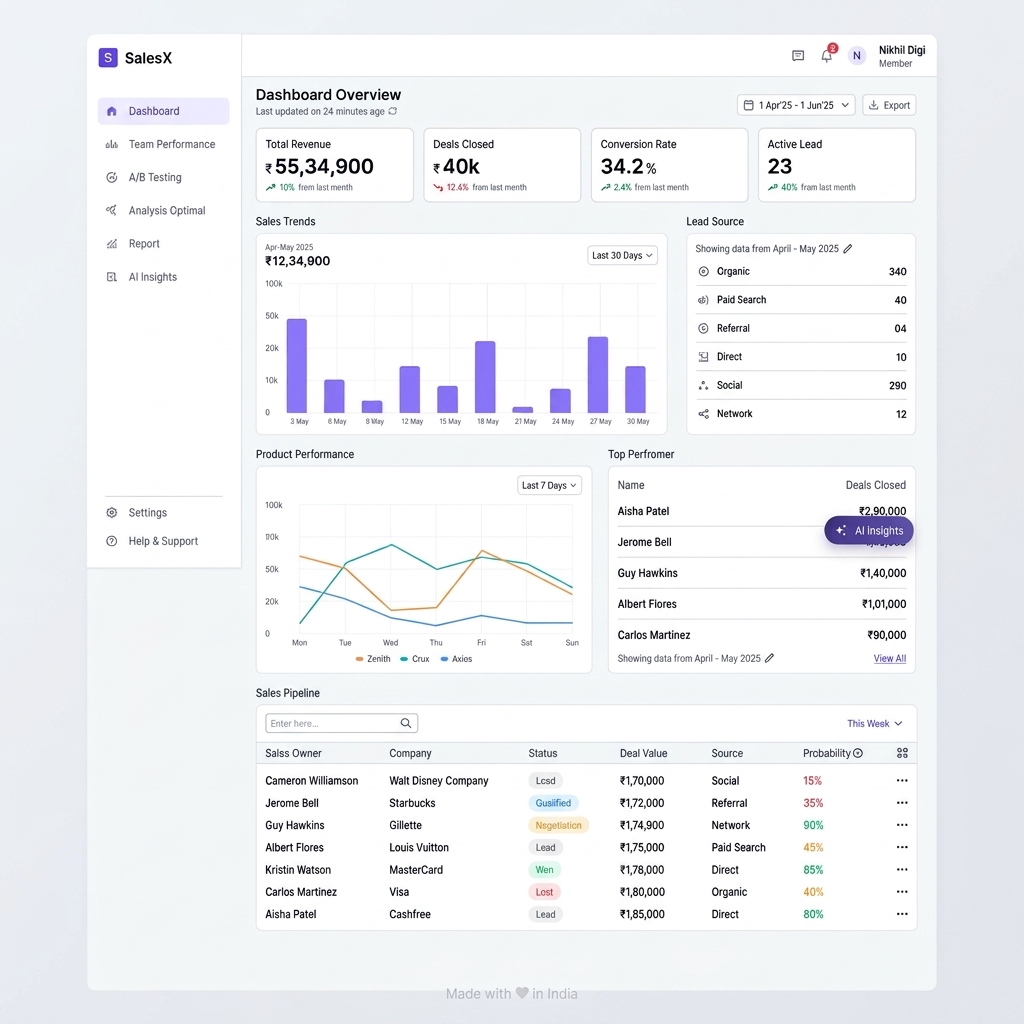 S SalesX
2
N
Nikhil Digi
Member
Dashboard
Team Performance
A/B Testing
Analysis Optimal
Report
AI Insights
Settings
Help & Support
Dashboard Overview
Last updated on 24 minutes age
1 Apr'25 - 1 Jun'25
Export
Total Revenue
₹55,34,900
10% from last month
Deals Closed
₹40k
12.6% from last month
Conversion Rate
34.2%
2.4% from last month
Active Lead
23
40% from last month
Sales Trends
Apr-May 2025
₹12,34,900
Last 30 Days
100k
50k
20k
10k
0
3 May 6 May 8 May 12 May 15 May 18 May 21 May 24 May 27 May 30 May
Lead Source
Showing data from April - May 2025
Organic 340
Paid Search 40
Referral 04
Direct 10
Social 290
Network 12
Product Performance
Last 7 Days
100k
50k
20k
0
Mon Tue Wed Thu Fri Sat Sun
Zenith Crux Axios
Top Perfromer
Name Deals Closed
Aisha Patel ₹2,90,000
Jerome Bell
AI Insights
Guy Hawkins ₹1,40,000
Albert Flores ₹1,01,000
Carlos Martinez ₹90,000
Showing data from April - May 2025
View All
Sales Pipeline
Enter here...
This Week
Salss Owner Company Status Deal Value Source Probability
Cameron Williamson Walt Disney Company Lcsd ₹1,70,000 Social 15%
Jerome Bell Starbucks Gusiified ₹1,72,000 Referral 35%
Guy Hawkins Gillette Nsgetlation ₹1,74,900 Network 90%
Albert Flores Louis Vuitton Lead ₹1,75,000 Paid Search 45%
Kristin Watson MasterCard Wen ₹1,78,000 Direct 85%
Carlos Martinez Visa Lost ₹1,80,000 Organic 40%
Aisha Patel Cashfree Lead ₹1,85,000 Direct 80%
Made with ♥ in India